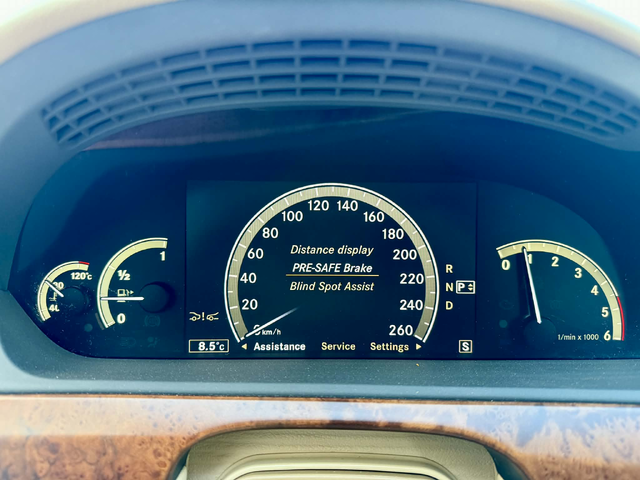 120°C
4L
1
½
0
0
20
40
60
80
100
120
140
160
180
200
220
240
260
km/h
Distance display
PRE-SAFE Brake
Blind Spot Assist
8.5°C
Assistance Service Settings
R
N P
D
S
0
1
2
3
4
5
6
1/min x 1000